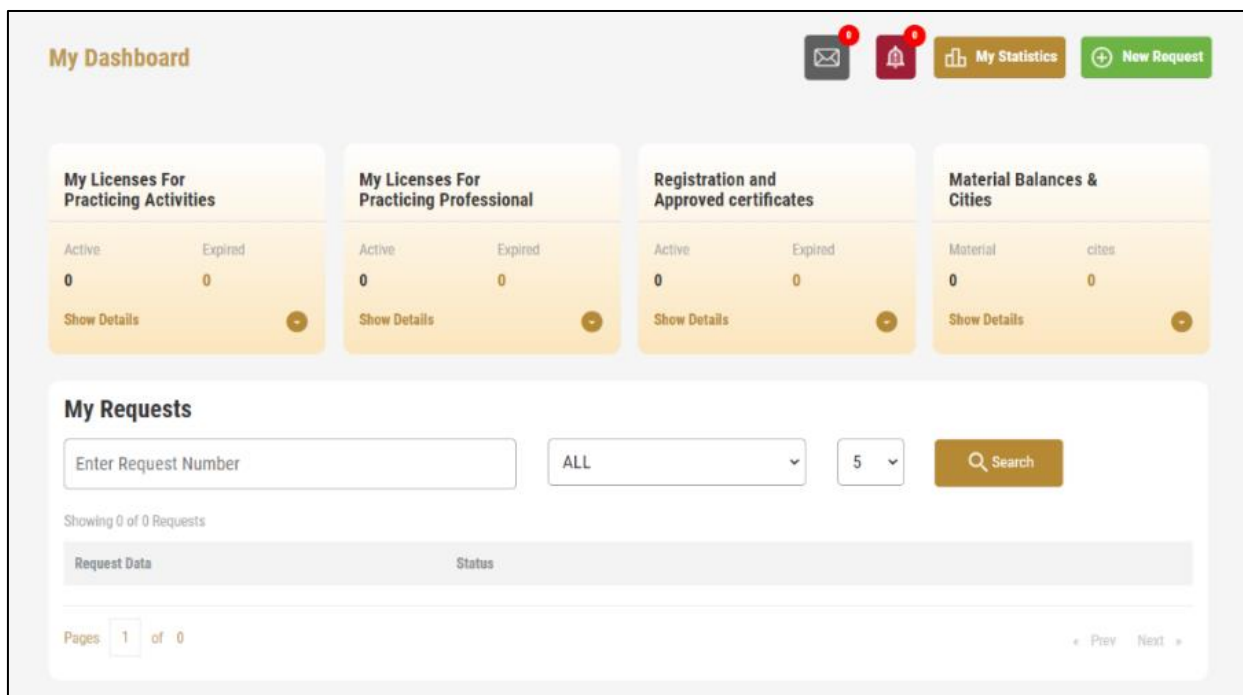 My Dashboard
0
0
My Statistics
New Request
My Licenses For
Practicing Activities
Active Expired
0 0
Show Details
My Licenses For
Practicing Professional
Active Expired
0 0
Show Details
Registration and
Approved certificates
Active Expired
0 0
Show Details
Material Balances &
Cities
Material cites
0 0
Show Details
My Requests
Enter Request Number
ALL
5
Search
Showing 0 of 0 Requests
Request Data Status
Pages 1 of 0
« Prev Next »